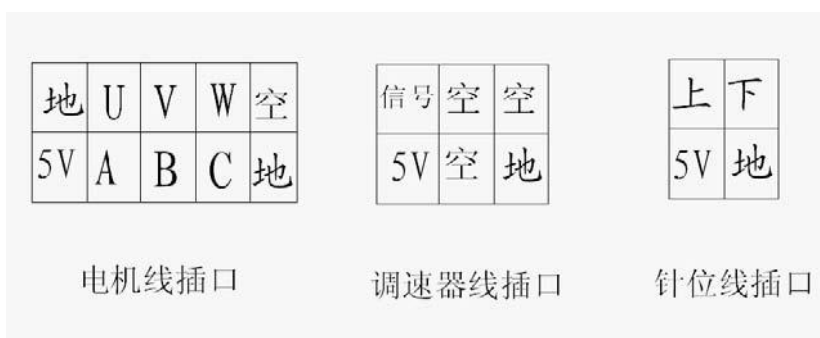 地 U V W 空
5V A B C 地
电机线插口
信号 空 空
5V 空 地
调速器线插口
上 下
5V 地
针位线插口